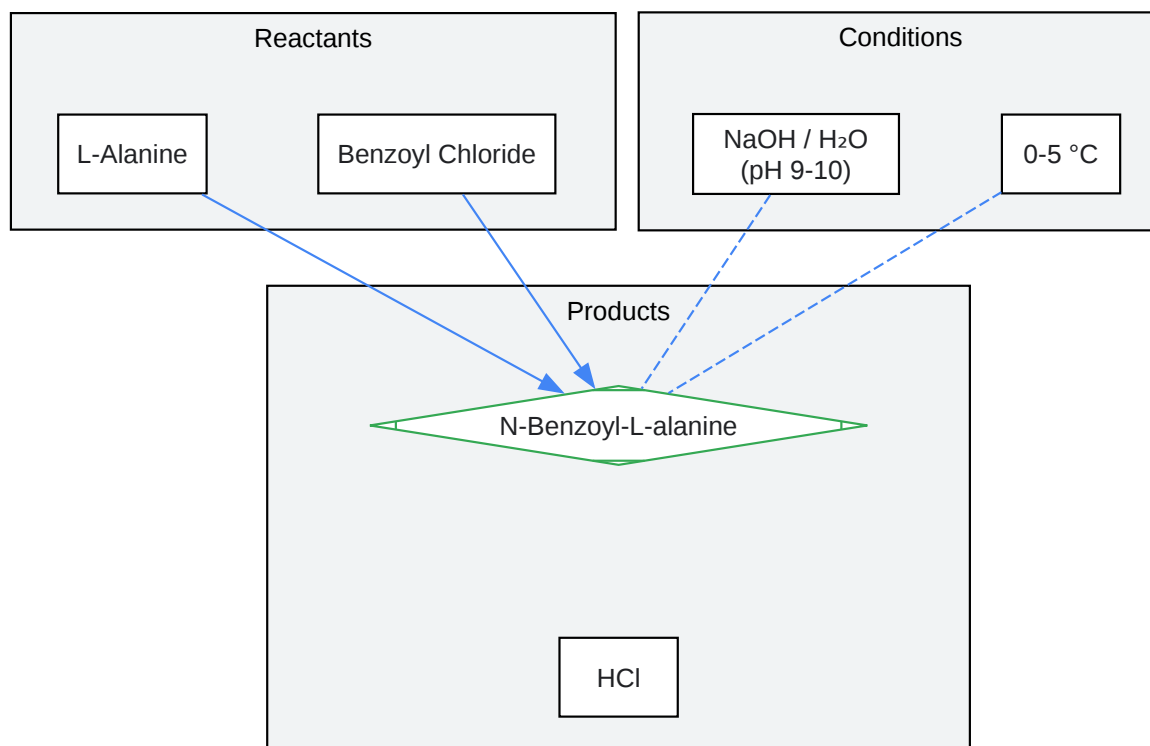 Reactants
Conditions
L-Alanine
Benzoyl Chloride
NaOH / H₂O
(pH 9-10)
0-5 °C
Products
N-Benzoyl-L-alanine
HCl